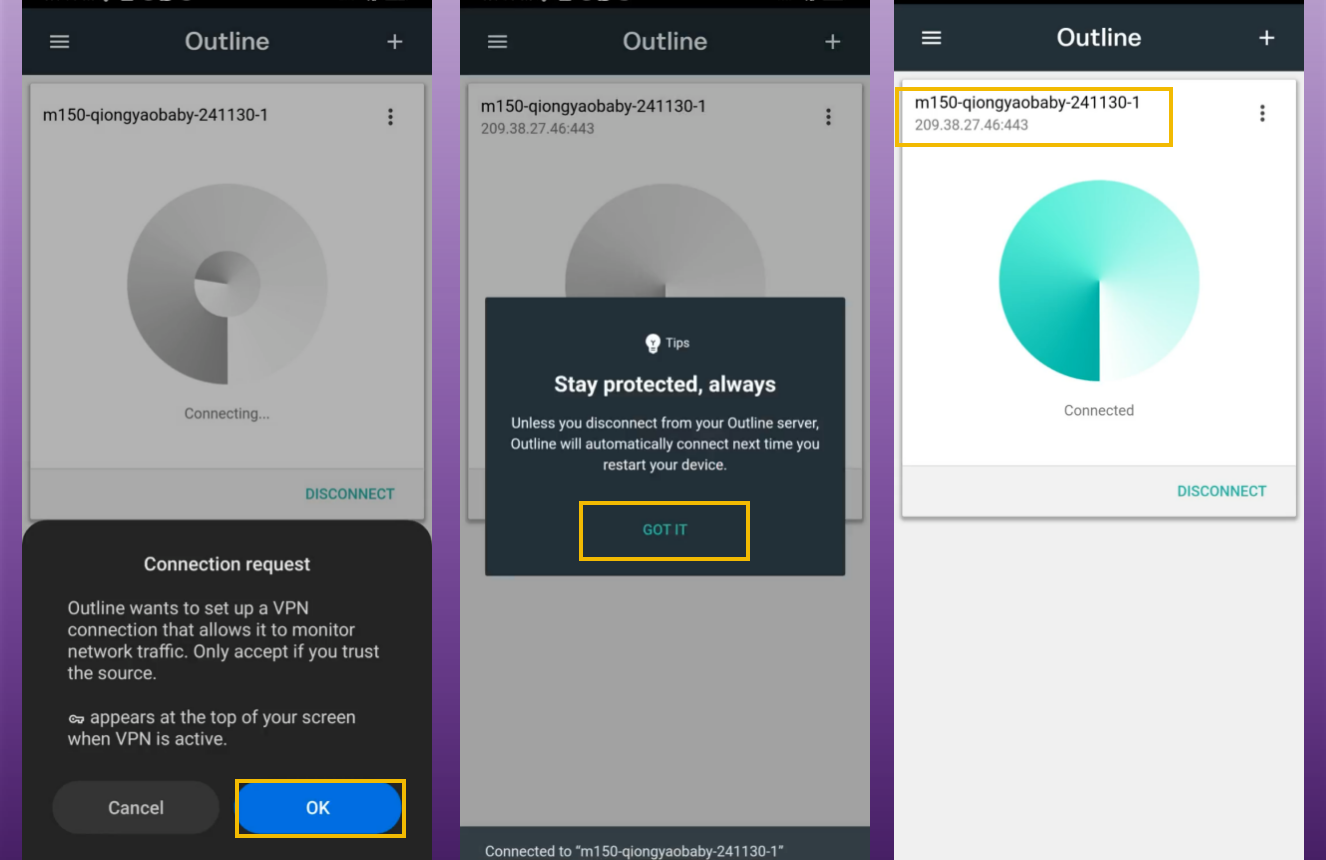 Outline
m150-qiongyaobaby-241130-1
Connecting...
DISCONNECT
Connection request
Outline wants to set up a VPN
connection that allows it to monitor
network traffic. Only accept if you trust
the source.
appears at the top of your screen
when VPN is active.
Cancel
OK
Outline
m150-qiongyaobaby-241130-1
209.38.27.46:443
Tips
Stay protected, always
Unless you disconnect from your Outline server,
Outline will automatically connect next time you
restart your device.
GOT IT
Connected to “m150-qiongyaobaby-241130-1”
Outline
m150-qiongyaobaby-241130-1
209.38.27.46:443
Connected
DISCONNECT